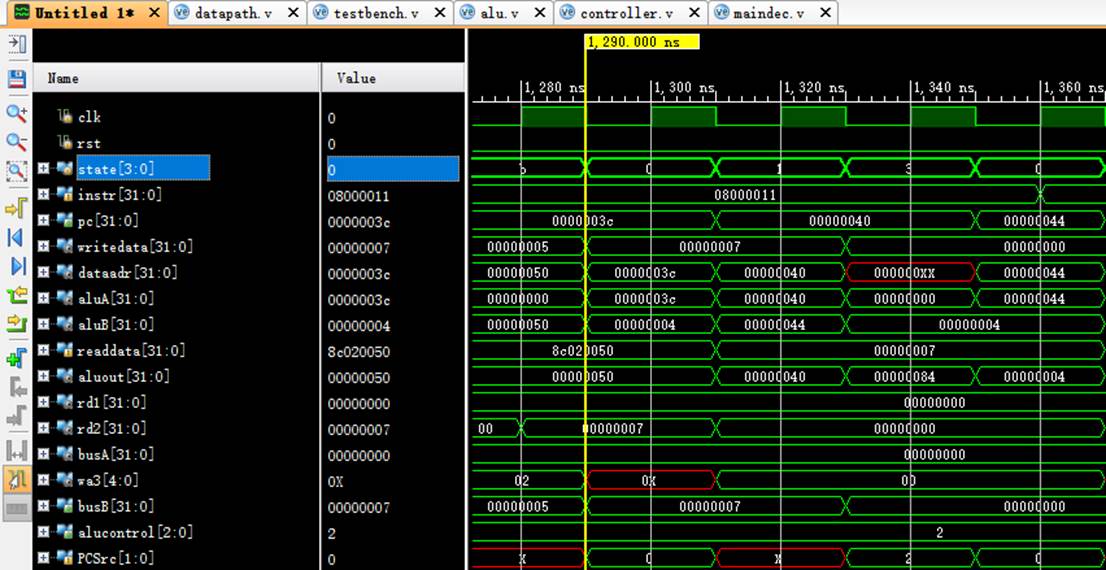 Untitled 1* datapath.v testbench.v alu.v controller.v maindec.v
1,290.000 ns
Name Value
1,280 ns 1,300 ns 1,320 ns 1,340 ns 1,360 ns
clk 0
rst 0
state[3:0] 0 b 0 1 3 0
instr[31:0] 08000011 08000011
pc[31:0] 0000003c 0000003c 00000040 00000044
writedata[31:0] 00000007 00000005 00000007 00000000
dataadr[31:0] 0000003c 00000050 0000003c 00000040 000000XX 00000044
aluA[31:0] 0000003c 00000000 0000003c 00000040 00000000 00000044
aluB[31:0] 00000004 00000050 00000004 00000044 00000004
readdata[31:0] 8c020050 8c020050 00000007
aluout[31:0] 00000050 00000050 00000040 00000084 00000004
rd1[31:0] 00000000 00000000
rd2[31:0] 00000007 00 00000007 00000000
busA[31:0] 00000000 00000000
wa3[4:0] 0X 02 0X 00
busB[31:0] 00000007 00000005 00000007 00000000
alucontrol[2:0] 2 2
PCSrc[1:0] 0 X 0 X 2 0